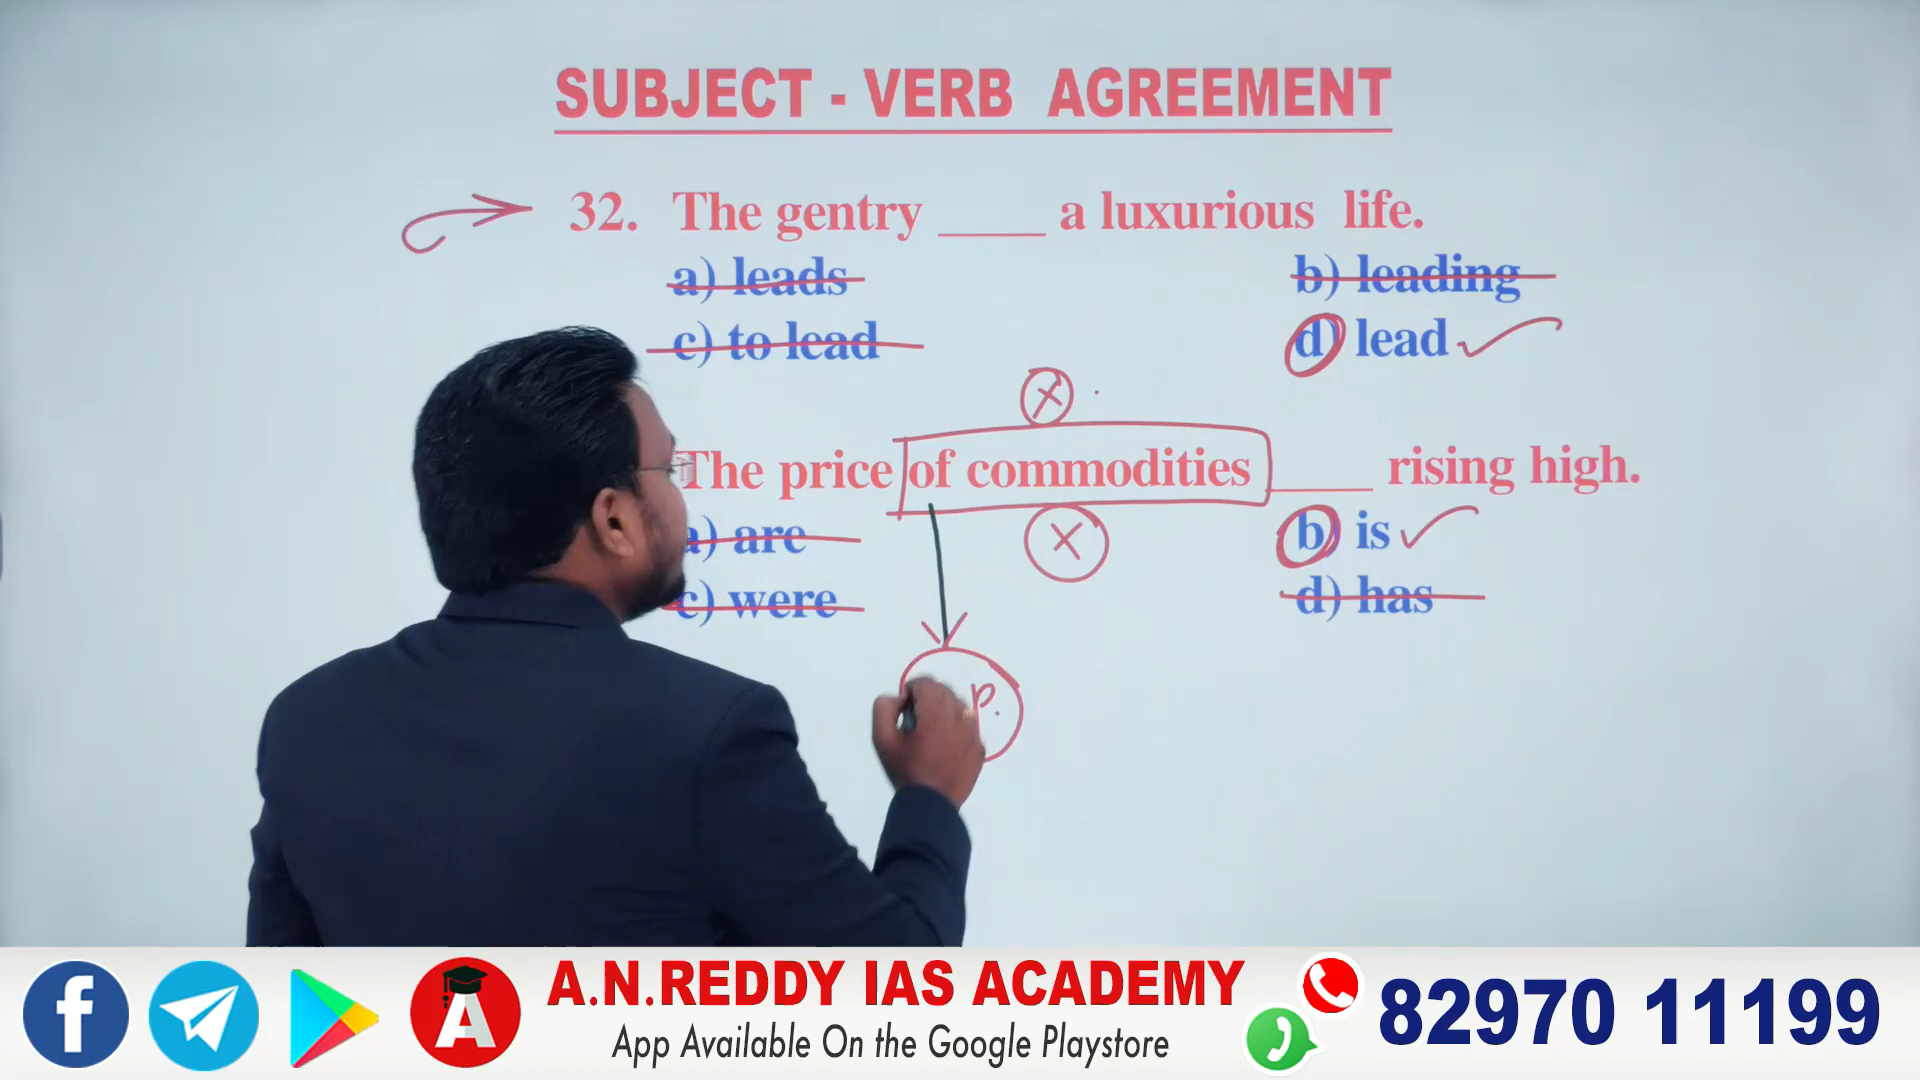 SUBJECT - VERB AGREEMENT
32. The gentry ____ a luxurious life.
a) leads b) leading
c) to lead d) lead
The price of commodities ____ rising high.
a) are b) is
c) were d) has
p.
A.N.REDDY IAS ACADEMY
App Available On the Google Playstore
82970 11199